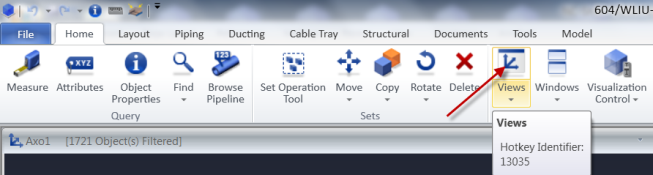 604/WLIU-
File Home Layout Piping Ducting Cable Tray Structural Documents Tools Model
XYZ 123
Measure Attributes Object Properties Find Browse Pipeline Set Operation Tool Move Copy Rotate Delete Views Windows Visualization Control
Query Sets
Axo1 [1721 Object(s) Filtered]
Views
Hotkey Identifier:
13035